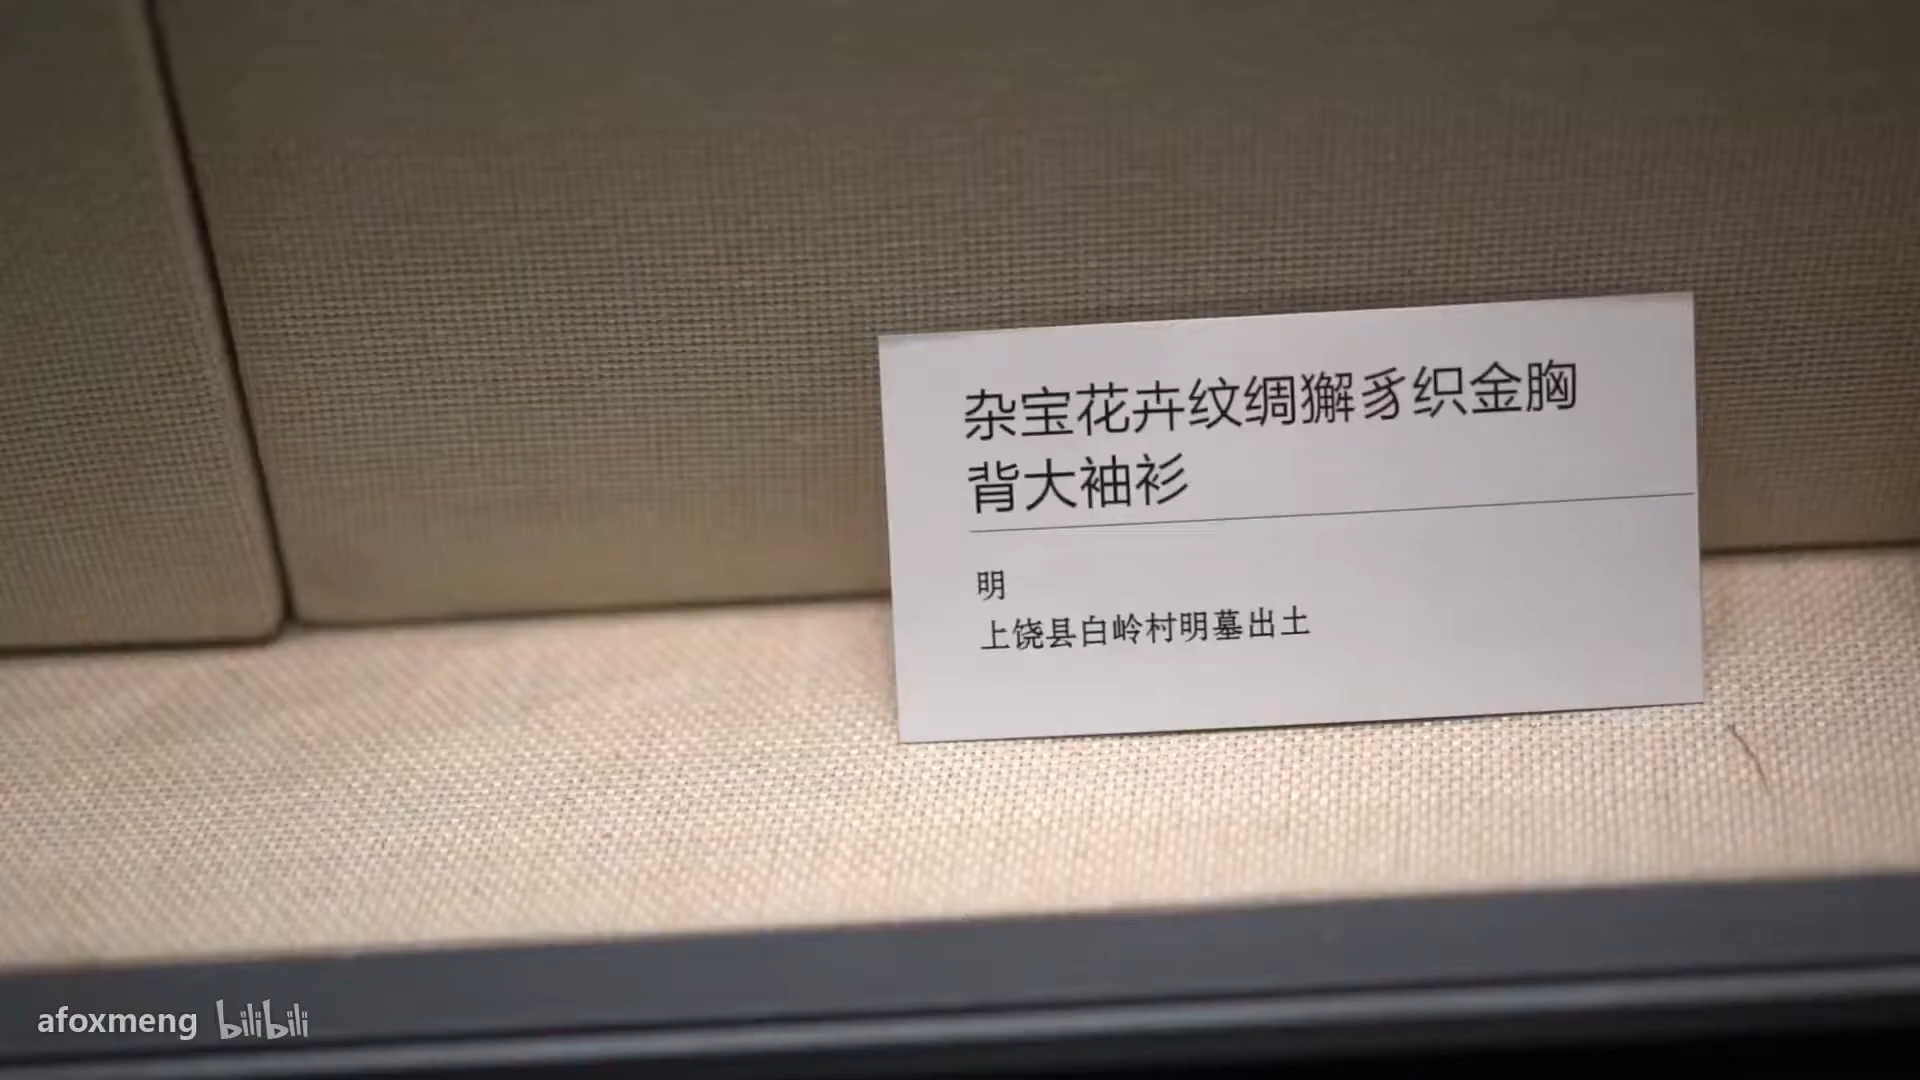 杂宝花卉纹绸獬豸织金胸
背大袖衫
明
上饶县白岭村明墓出土
afoxmeng bilibili